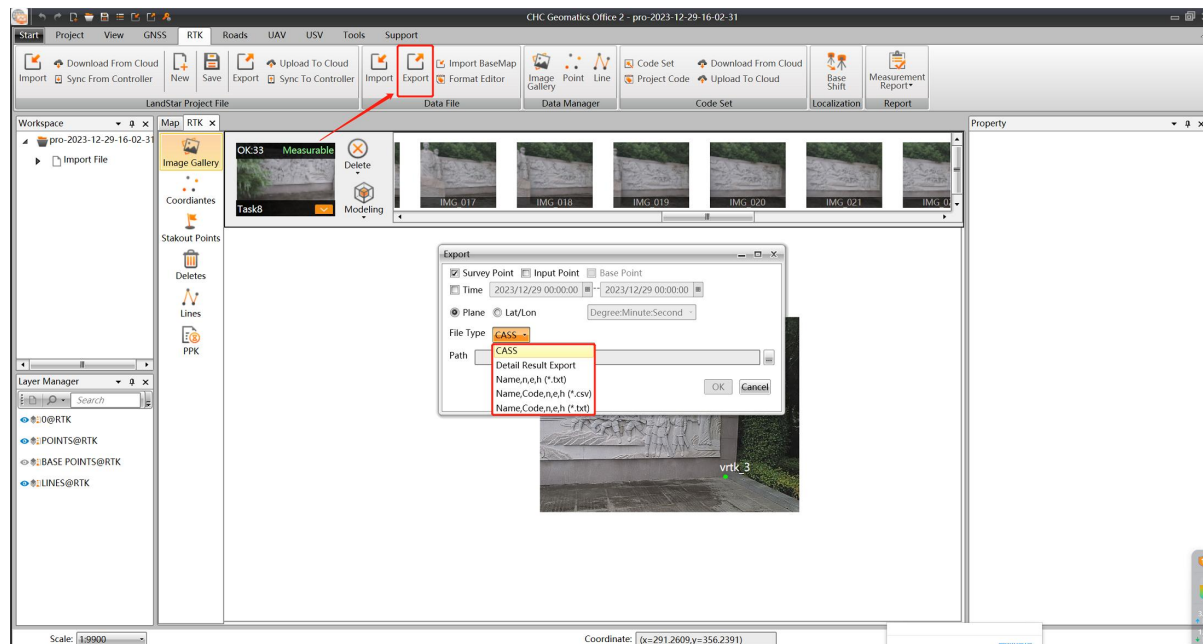 CHC Geomatics Office 2 - pro-2023-12-29-16-02-31
Start Project View GNSS RTK Roads UAV USV Tools Support
Import
Download From Cloud
Sync From Controller
New
Save
Export
Upload To Cloud
Sync To Controller
LandStar Project File
Import
Export
Import BaseMap
Format Editor
Data File
Image Gallery
Point
Line
Data Manager
Code Set
Project Code
Download From Cloud
Upload To Cloud
Code Set
Base Shift
Localization
Measurement Report
Report
Workspace
pro-2023-12-29-16-02-31
Import File
Map RTK
Image Gallery
Coordiantes
Stakout Points
Deletes
Lines
PPK
OK:33 Measurable
Task8
Delete
Modeling
IMG_017
IMG_018
IMG_019
IMG_020
IMG_021
Property
Export
Survey Point Input Point Base Point
Time 2023/12/29 00:00:00 -- 2023/12/29 00:00:00
Plane Lat/Lon Degree:Minute:Second
File Type CASS
CASS
Detail Result Export
Name,n,e,h (*.txt)
Name,Code,n,e,h (*.csv)
Name,Code,n,e,h (*.txt)
Path
OK Cancel
vrtk_3
Layer Manager
Search
0@RTK
POINTS@RTK
BASE POINTS@RTK
LINES@RTK
Scale: 1:9900
Coordinate: (x=291.2609,y=356.2391)